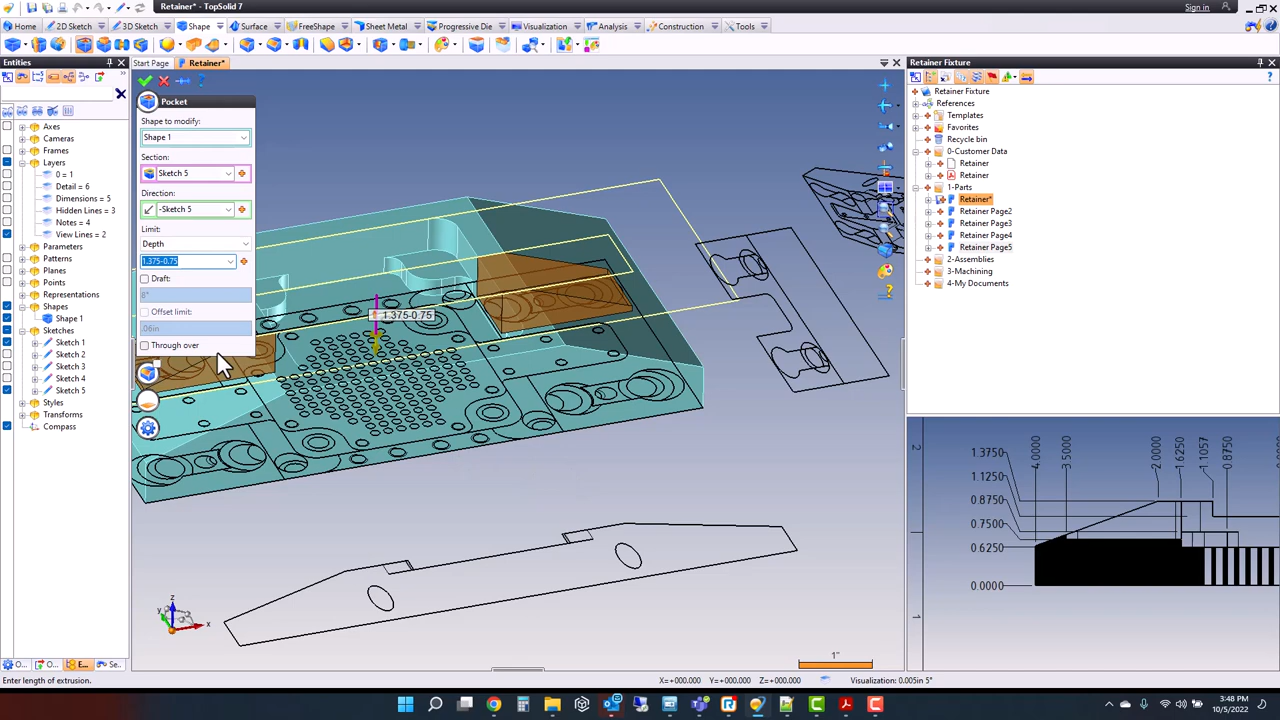 Retainer* - TopSolid 7
Sign in
Home
2D Sketch
3D Sketch
Shape
Surface
FreeShape
Sheet Metal
Progressive Die
Visualization
Analysis
Construction
Tools
Entities
Start Page
Retainer*
Retainer Fixture
Axes
Cameras
Frames
Layers
0 = 1
Detail = 6
Dimensions = 5
Hidden Lines = 3
Notes = 4
View Lines = 2
Parameters
Patterns
Planes
Points
Representations
Shapes
Shape 1
Sketches
Sketch 1
Sketch 2
Sketch 3
Sketch 4
Sketch 5
Styles
Transforms
Compass
Pocket
Shape to modify:
Shape 1
Section:
Sketch 5
Direction:
-Sketch 5
Limit:
Depth
1.375-0.75
Draft:
8°
Offset limit:
.06in
Through over
1.375-0.75
x
y
z
1"
Retainer Fixture
References
Templates
Favorites
Recycle bin
0-Customer Data
Retainer
Retainer
1-Parts
Retainer*
Retainer Page2
Retainer Page3
Retainer Page4
Retainer Page5
2-Assemblies
3-Machining
4-My Documents
2
1
1.3750
1.1250
0.8750
0.7500
0.6250
0.0000
4.0000
3.5000
2.0000
1.6250
1.1057
0.8750
O...
O...
E...
Se...
Enter length of extrusion.
X=+000.000 Y=+000.000 Z=+000.000
Visualization: 0.005in 5°
3:48 PM
10/5/2022